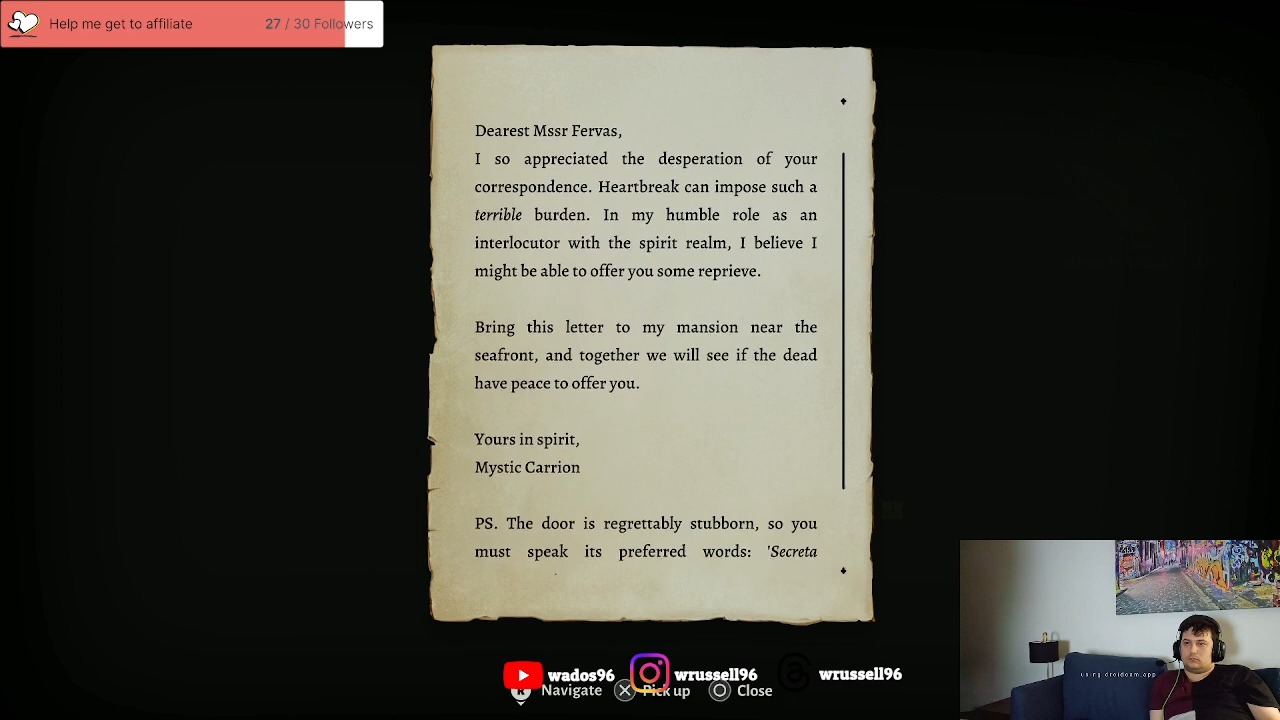 Help me get to affiliate
27 / 30 Followers
Dearest Mssr Fervas,
I so appreciated the desperation of your
correspondence. Heartbreak can impose such a
terrible burden. In my humble role as an
interlocutor with the spirit realm, I believe I
might be able to offer you some reprieve.
Bring this letter to my mansion near the
seafront, and together we will see if the dead
have peace to offer you.
Yours in spirit,
Mystic Carrion
PS. The door is regrettably stubborn, so you
must speak its preferred words: 'Secreta
using droidcam.app
wados96
wrussell96
wrussell96
R Navigate
Pick up
Close